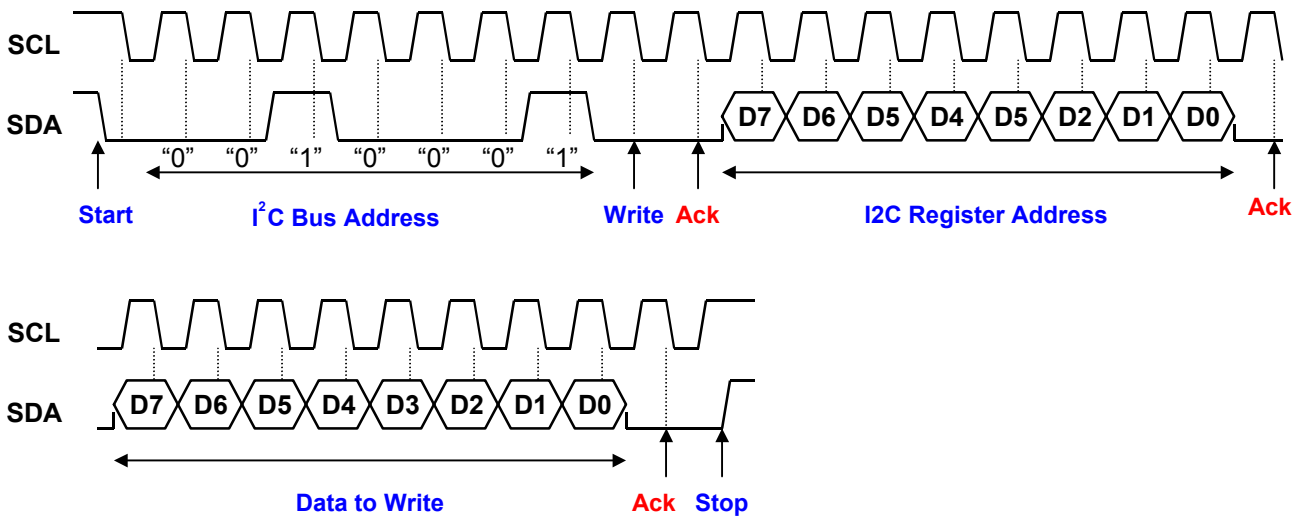 SCL
SDA
D7 D6 D5 D4 D5 D2 D1 D0
“0” “0” “1” “0” “0” “0” “1”
Start I²C Bus Address Write Ack I2C Register Address Ack
SCL
SDA
D7 D6 D5 D4 D3 D2 D1 D0
Data to Write Ack Stop